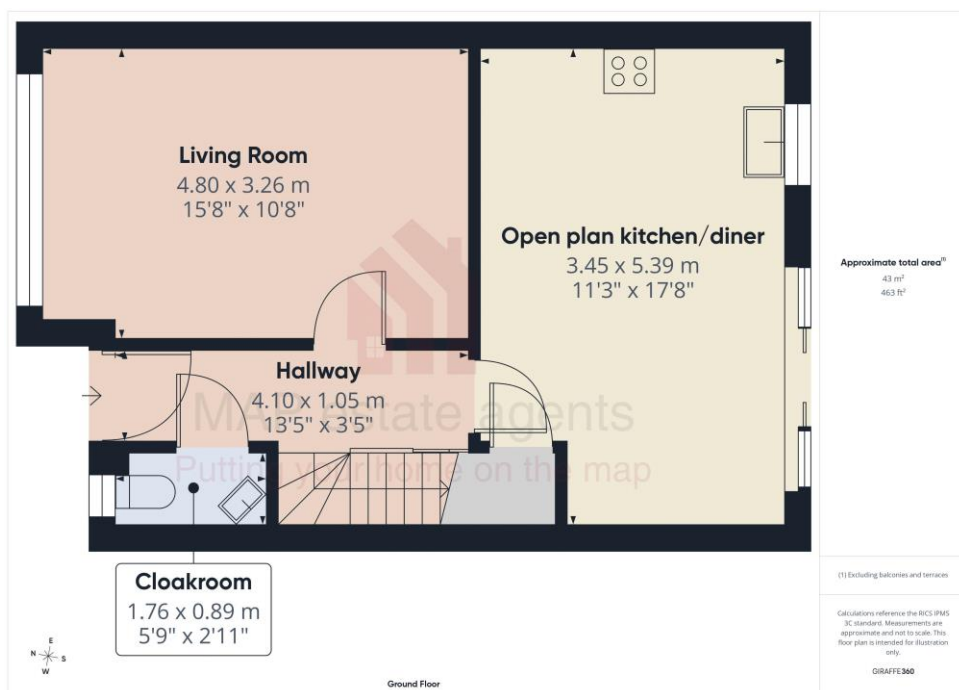 Living Room
4.80 x 3.26 m
15'8" x 10'8"
Open plan kitchen/diner
3.45 x 5.39 m
11'3" x 17'8"
Hallway
4.10 x 1.05 m
13'5" x 3'5"
MAP estate agents
Putting your home on the map
Cloakroom
1.76 x 0.89 m
5'9" x 2'11"
E
N
S
W
Ground Floor
Approximate total area(1)
43 m²
463 ft²
(1) Excluding balconies and terraces
Calculations reference the RICS IPMS
3C standard. Measurements are
approximate and not to scale. This
floor plan is intended for illustration
only.
GIRAFFE360